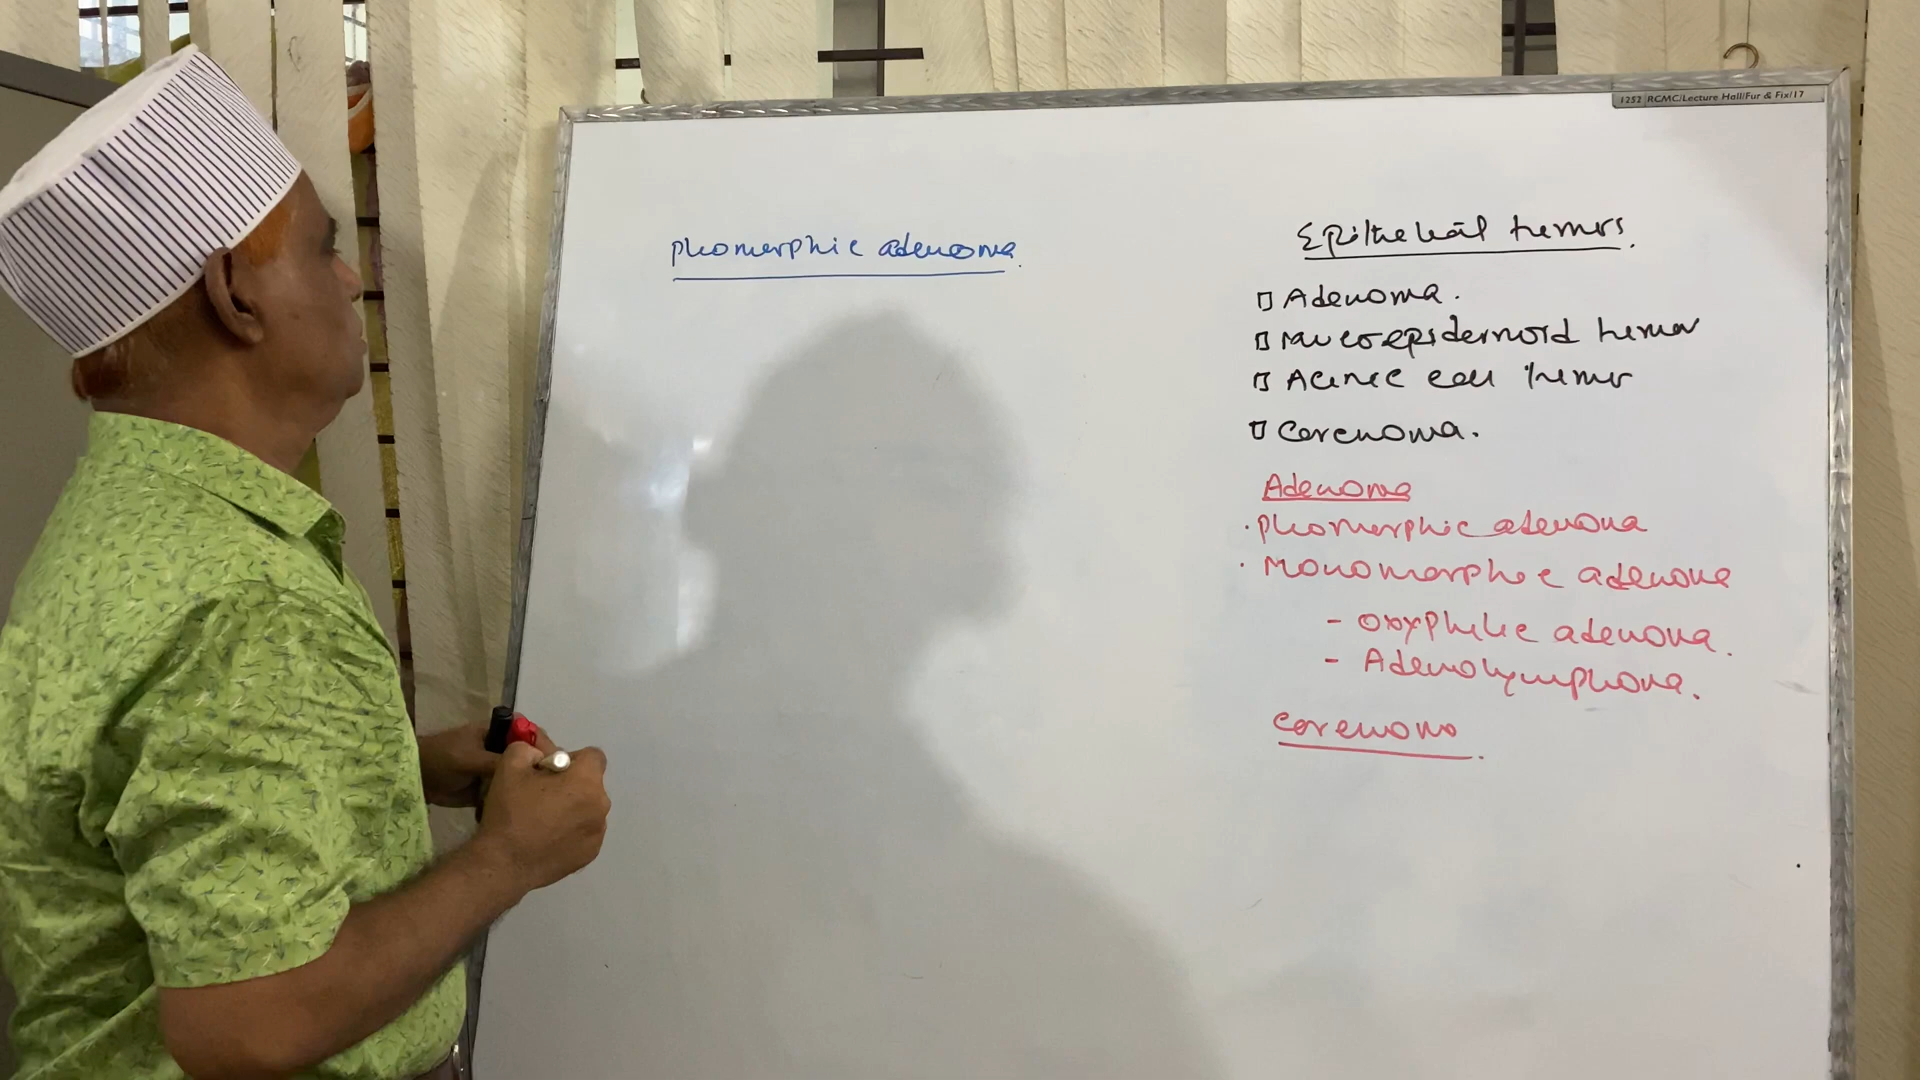 1252 RCMC/Lecture Hall/Fur & Fix/17
pleomorphic adenoma.
Epithelial tumors.
Adenoma.
Mucoepidermoid tumor
Acinic cell tumor
Carcinoma.
Adenoma
· pleomorphic adenoma
· Monomorphic adenoma
- oxyphilic adenoma.
- Adenolymphoma.
Carcinoma.